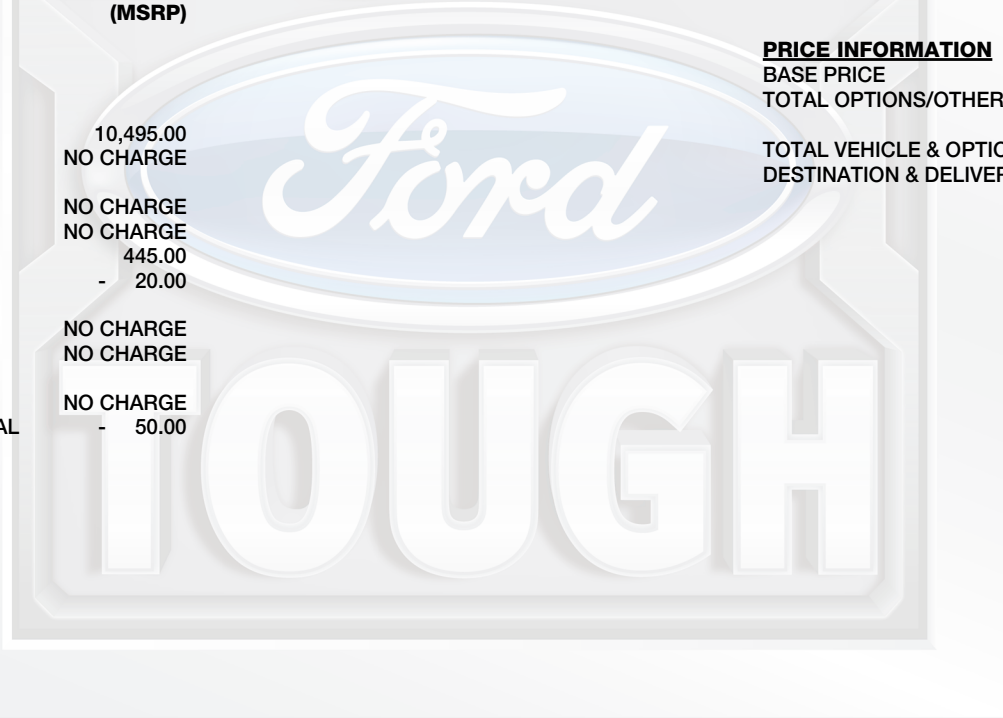 (MSRP)
10,495.00
NO CHARGE
NO CHARGE
NO CHARGE
445.00
- 20.00
NO CHARGE
NO CHARGE
NO CHARGE
AL - 50.00
PRICE INFORMATION
BASE PRICE
TOTAL OPTIONS/OTHER
TOTAL VEHICLE & OPTIO
DESTINATION & DELIVER
Ford
TOUGH